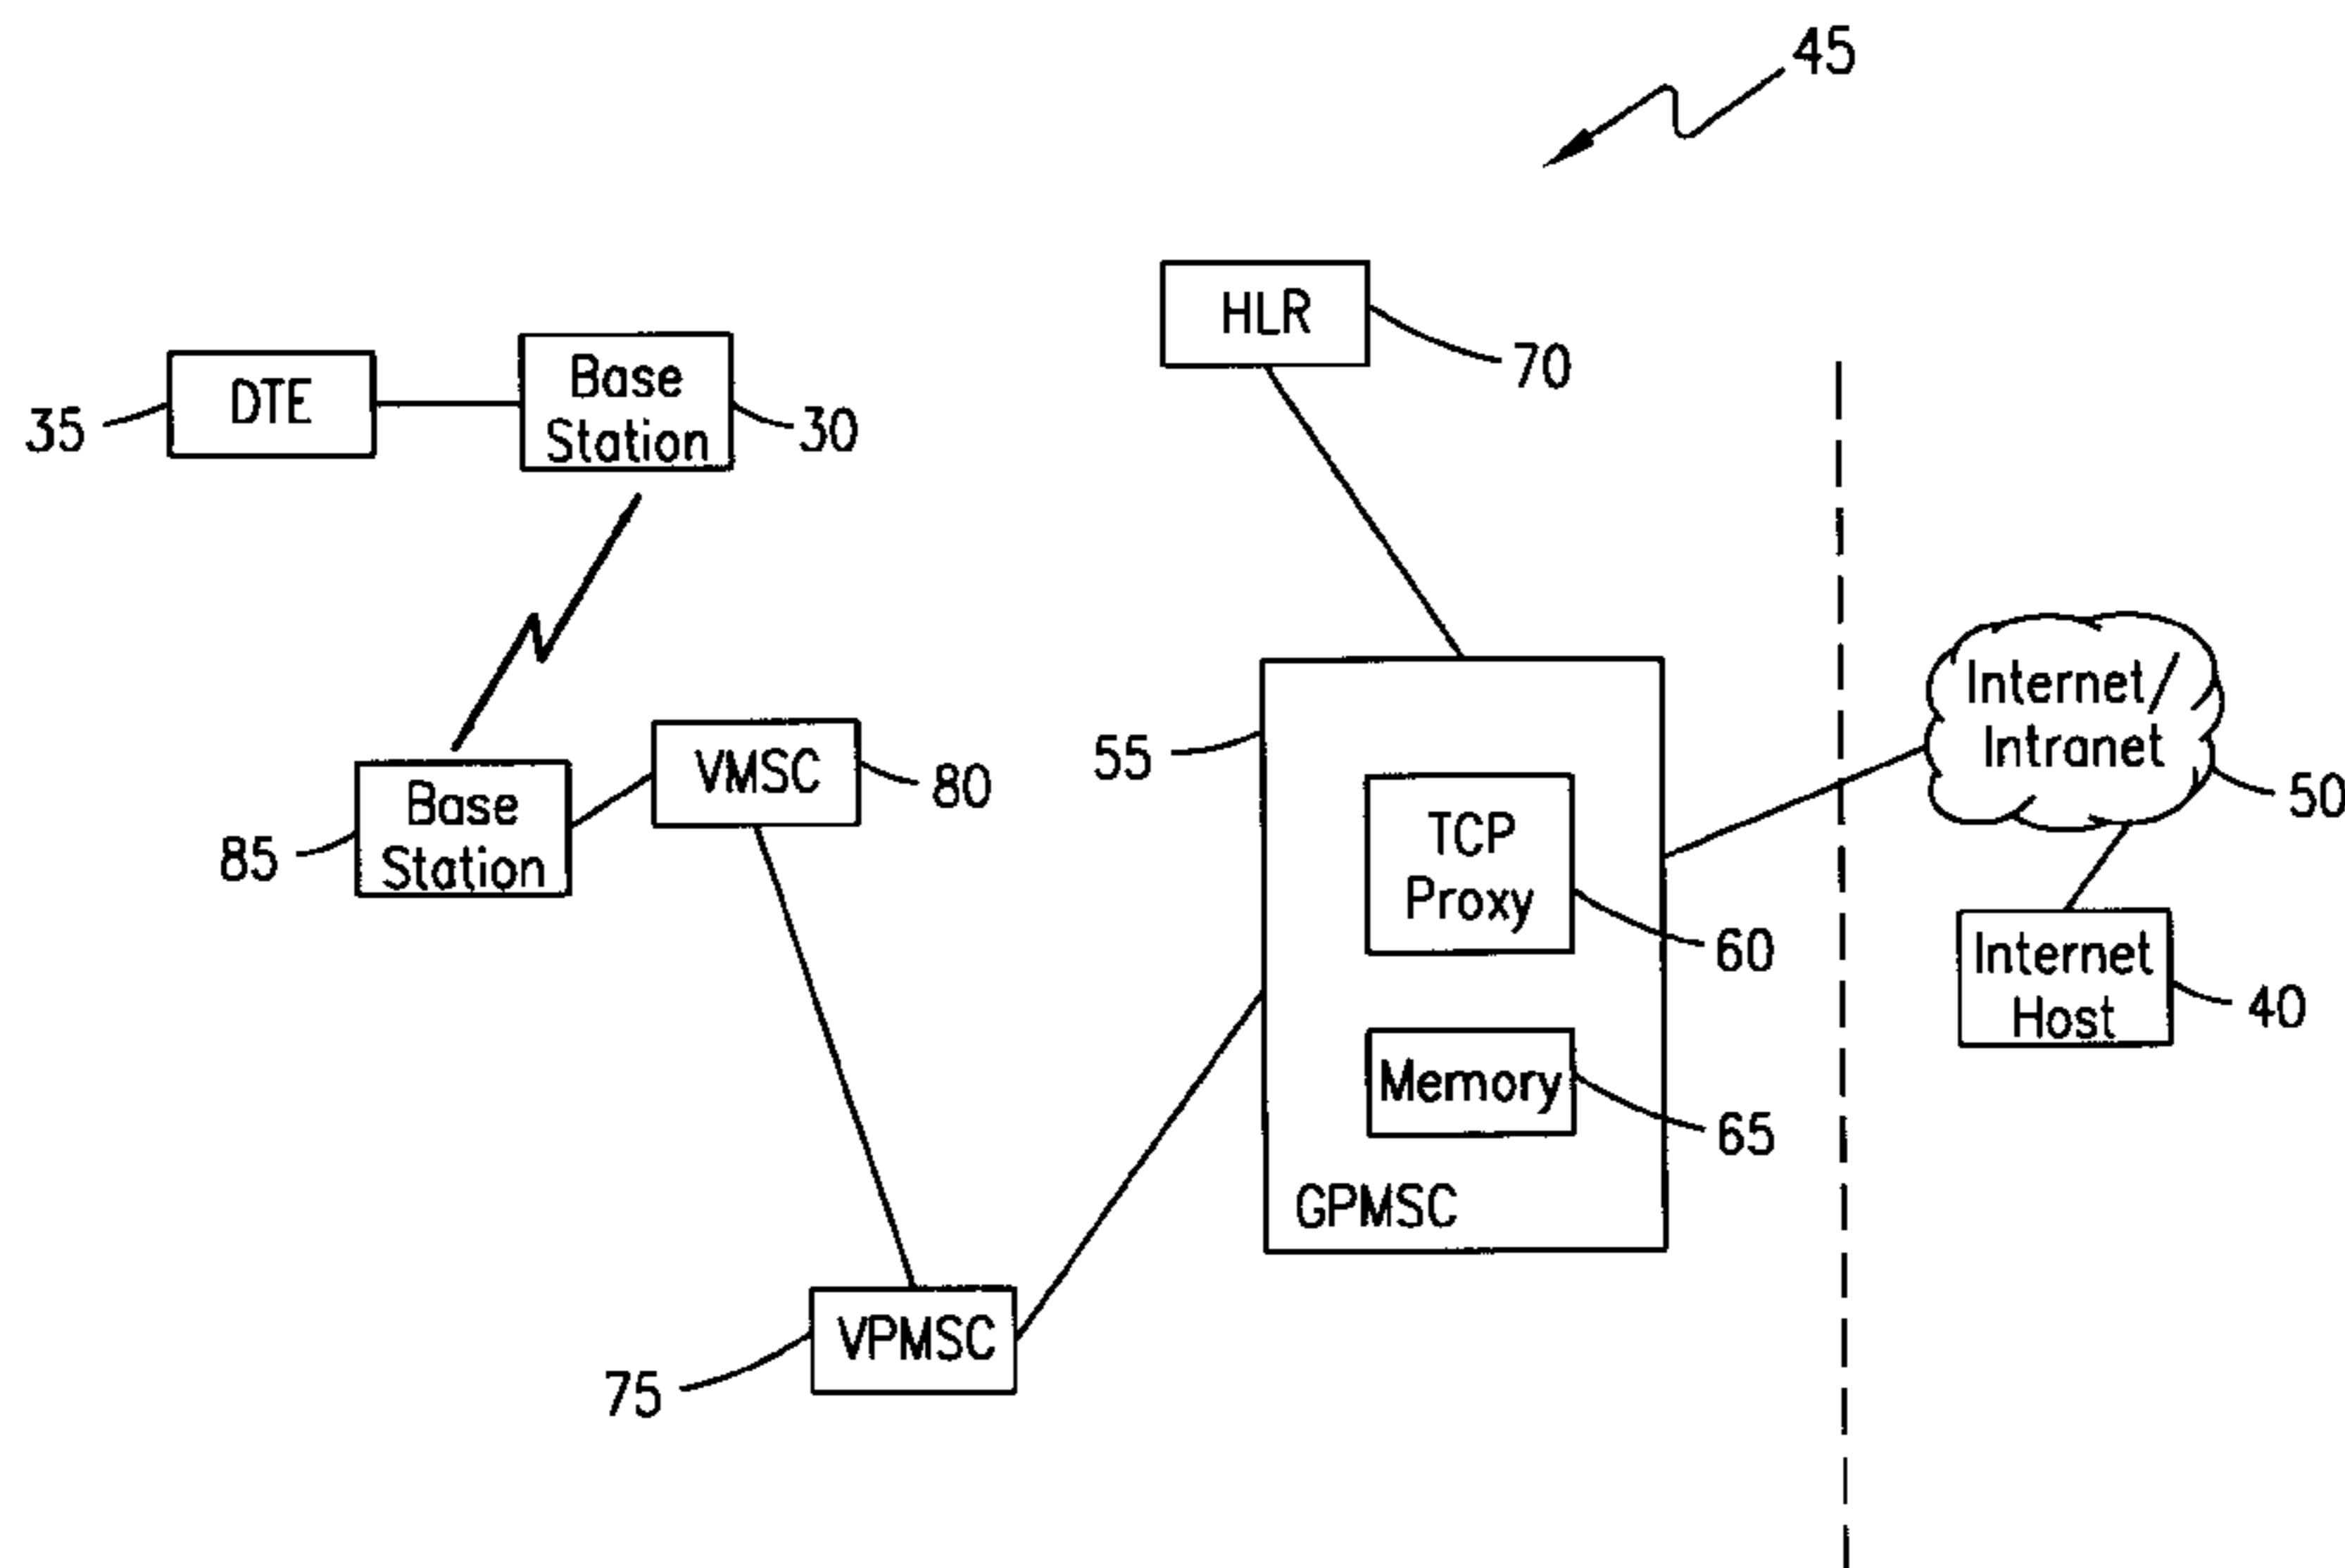 45
HLR
70
DTE
35
Base
Station
30
Internet/
Intranet
50
VMSC
80
55
Base
Station
85
TCP
Proxy
60
Internet
Host
40
Memory
65
GPMSC
VPMSC
75